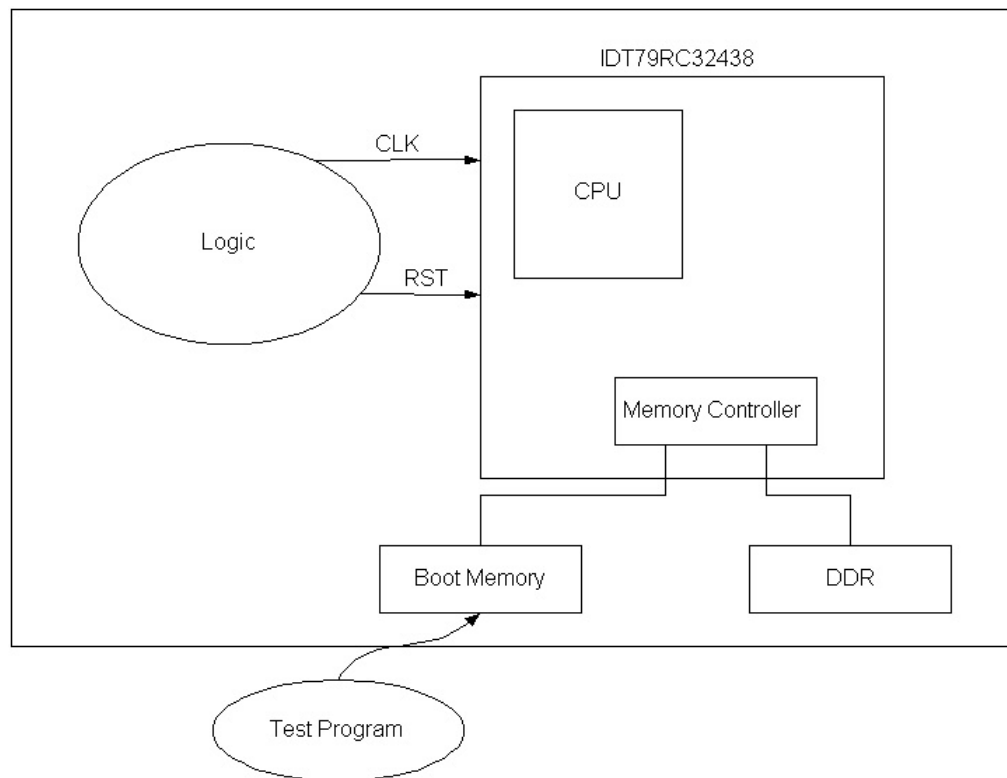 IDT79RC32438
CLK
CPU
Logic
RST
Memory Controller
Boot Memory
DDR
Test Program